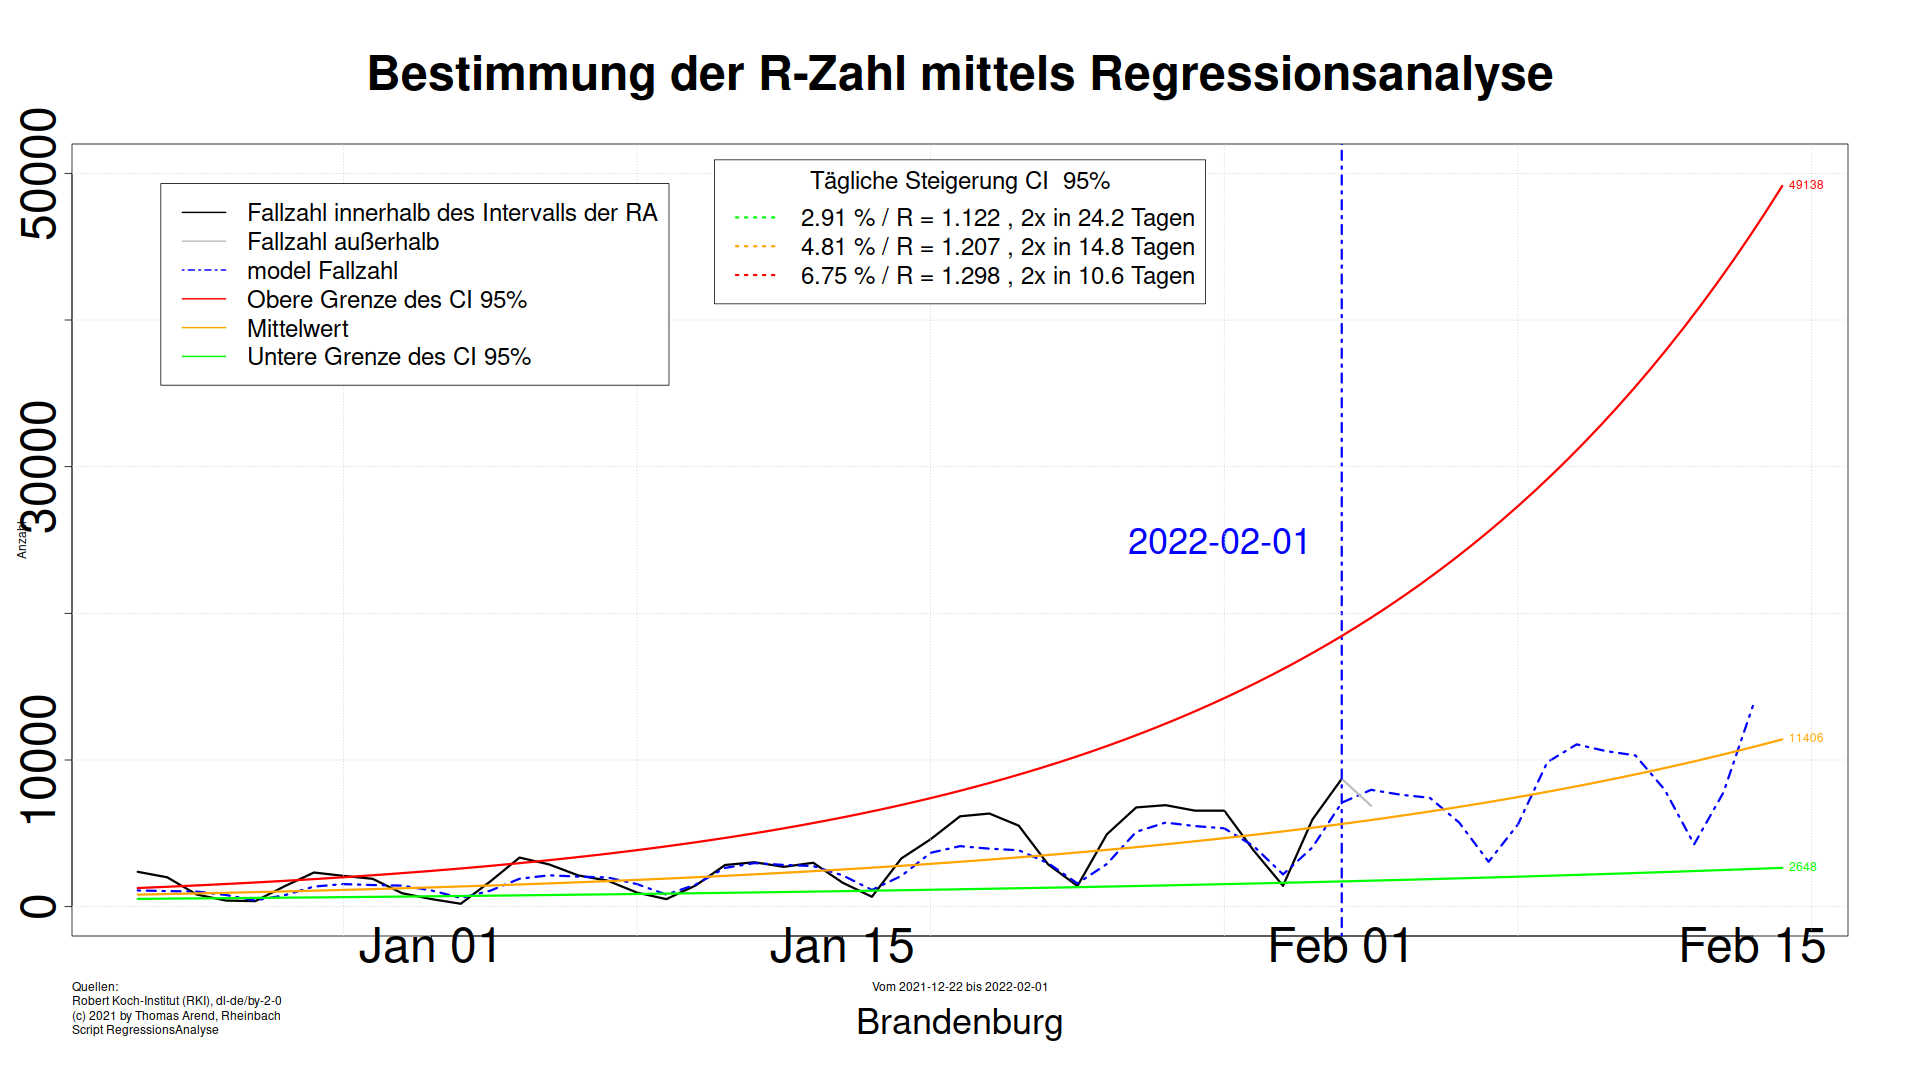 Bestimmung der R-Zahl mittels Regressionsanalyse
50000
30000
10000
0
Anzahl
Fallzahl innerhalb des Intervalls der RA
Fallzahl außerhalb
model Fallzahl
Obere Grenze des CI 95%
Mittelwert
Untere Grenze des CI 95%
Tägliche Steigerung CI  95%
2.91 % / R = 1.122 , 2x in 24.2 Tagen
4.81 % / R = 1.207 , 2x in 14.8 Tagen
6.75 % / R = 1.298 , 2x in 10.6 Tagen
49138
2022-02-01
11406
2648
Jan 01
Jan 15
Feb 01
Feb 15
Quellen:
Robert Koch-Institut (RKI), dl-de/by-2-0
(c) 2021 by Thomas Arend, Rheinbach
Script RegressionsAnalyse
Vom 2021-12-22 bis 2022-02-01
Brandenburg